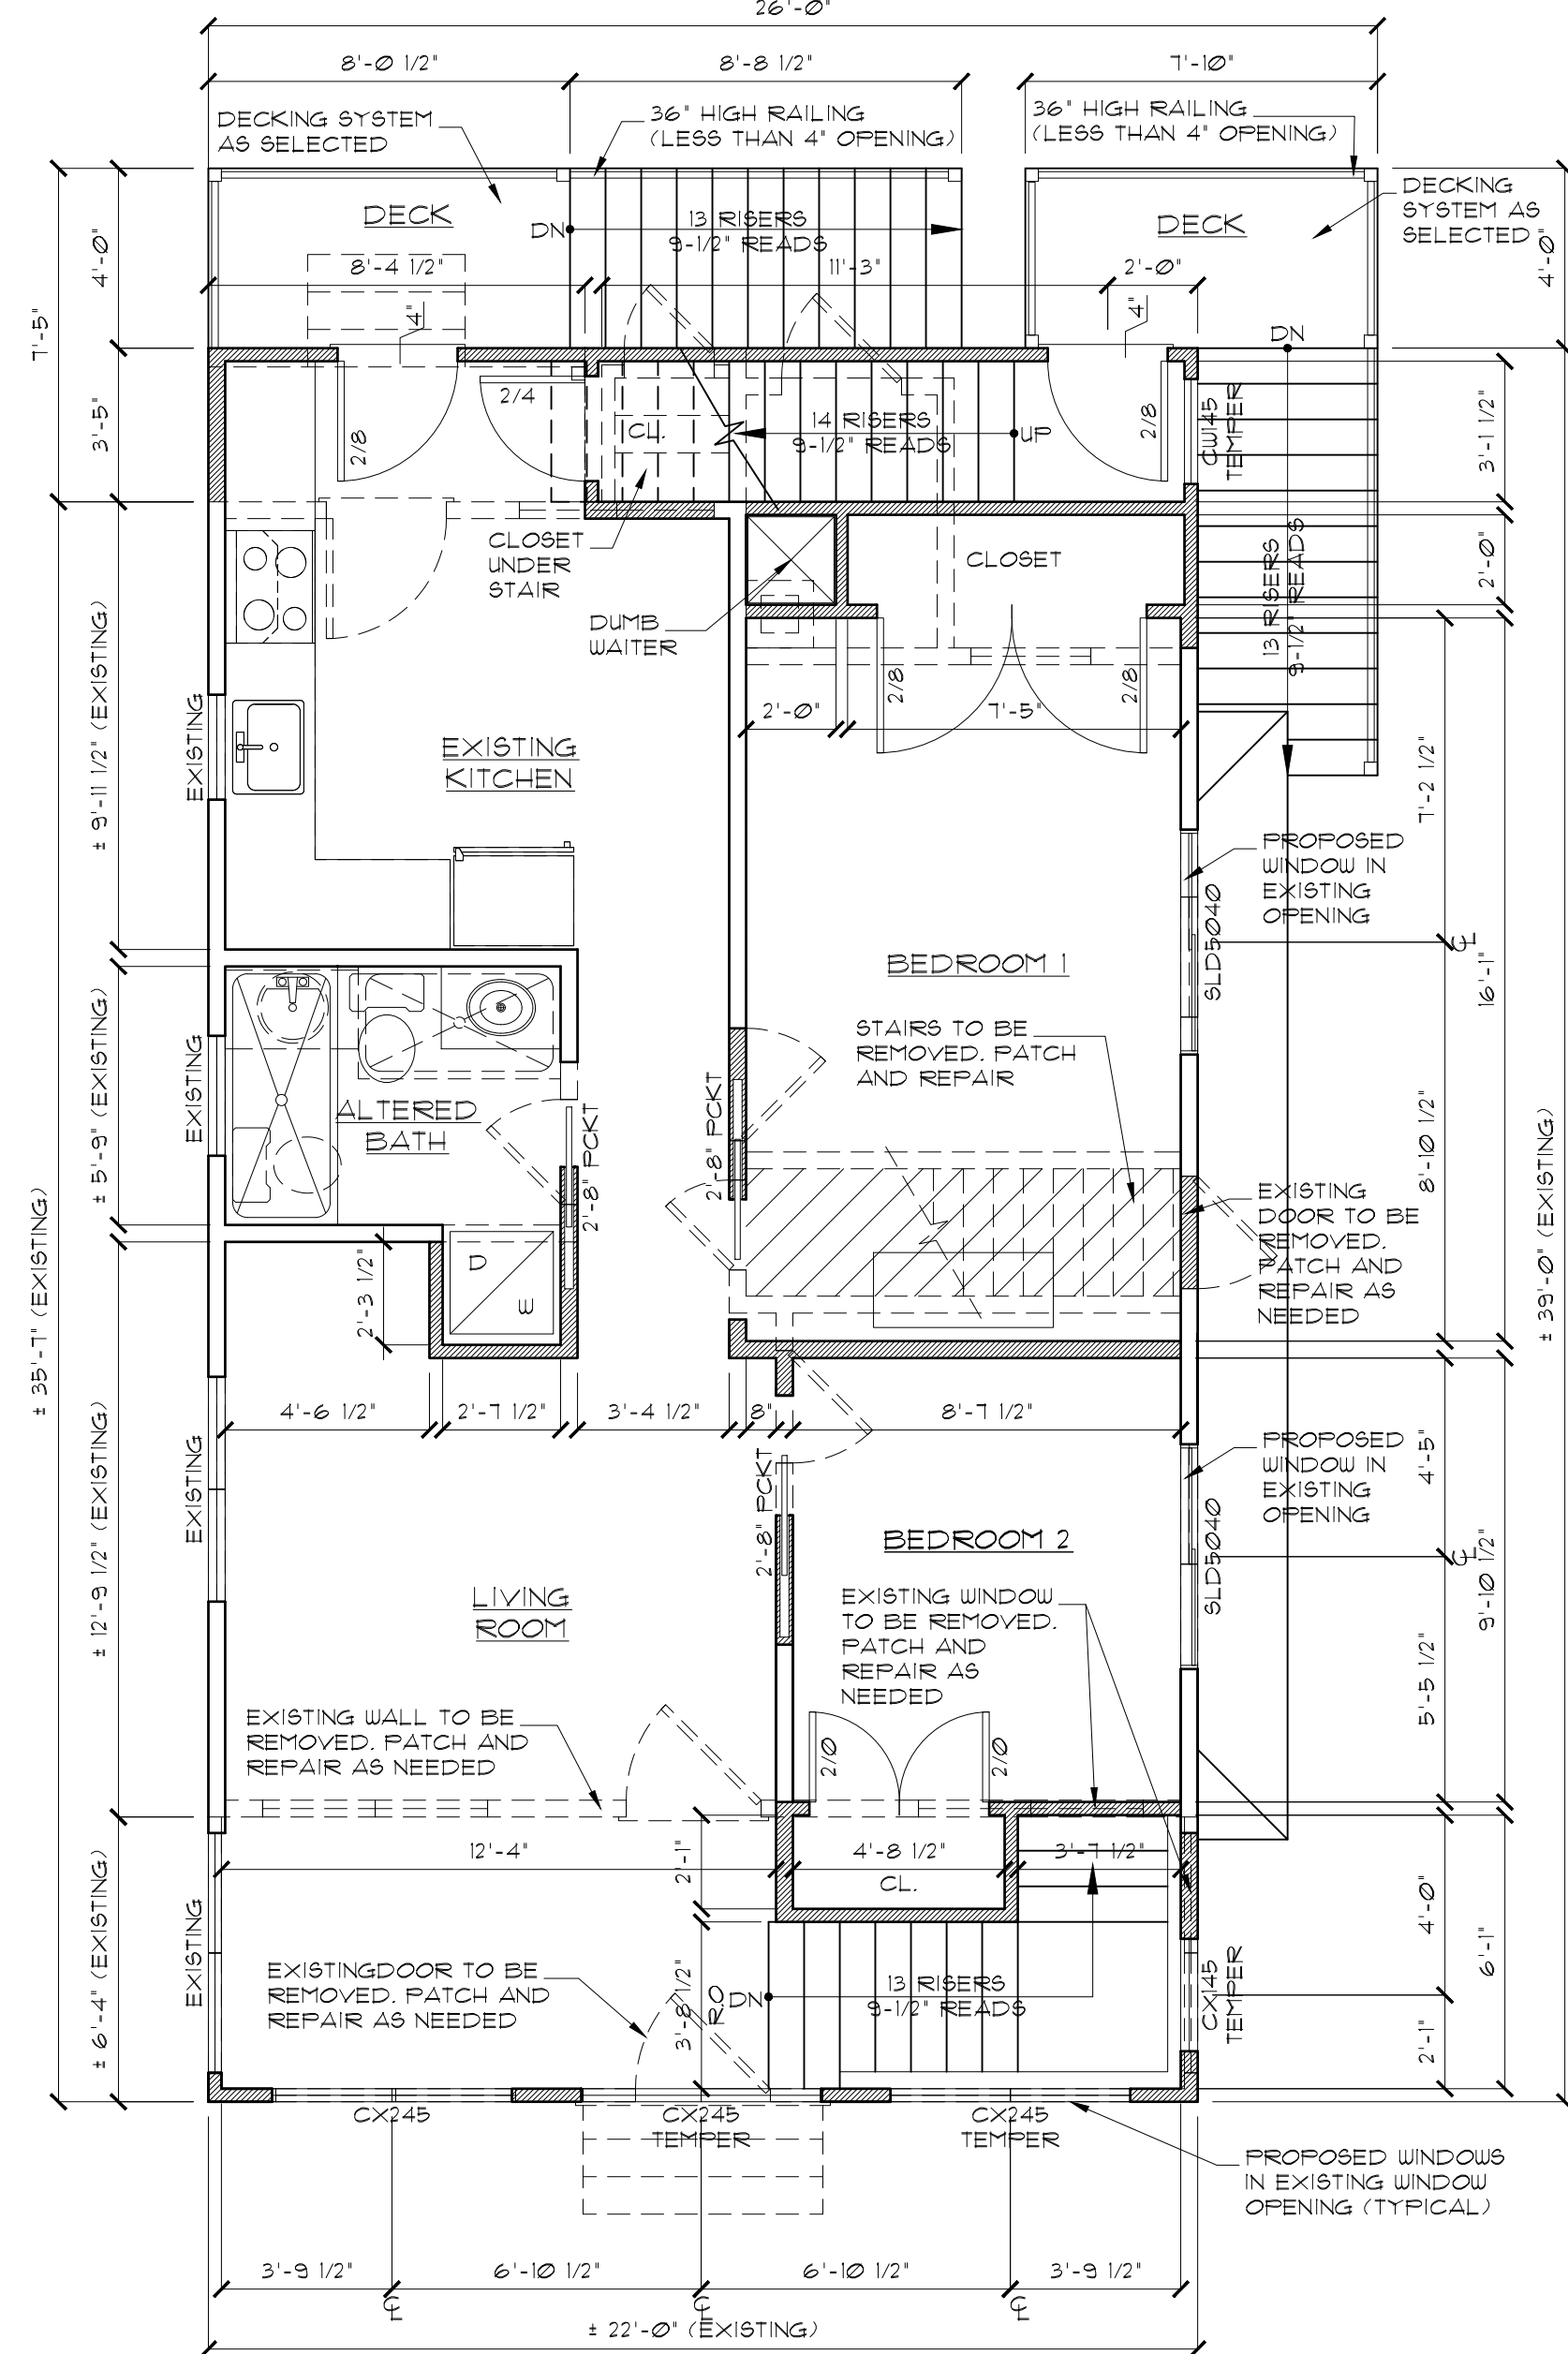 26'-0"
8'-0 1/2"
8'-8 1/2"
7'-10"
DECKING SYSTEM
AS SELECTED
36" HIGH RAILING
(LESS THAN 4" OPENING)
36" HIGH RAILING
(LESS THAN 4" OPENING)
DECKING
SYSTEM AS
SELECTED
DECK
DN
13 RISERS
9-1/2" READS
DECK
4'-0"
7'-5"
4'-0"
8'-4 1/2"
11'-3"
2'-0"
4"
4"
DN
3'-5"
2/8
2/4
CL.
14 RISERS
9-1/2" READS
UP
2/8
CW145
TEMPER
3'-1 1/2"
CLOSET
UNDER
STAIR
CLOSET
2'-0"
13 RISERS
9-1/2" READS
DUMB
WAITER
2/8
2/8
2'-0"
7'-5"
± 9'-11 1/2" (EXISTING)
EXISTING
EXISTING
KITCHEN
7'-2 1/2"
PROPOSED
WINDOW IN
EXISTING
OPENING
SLD5040
BEDROOM 1
16'-1"
STAIRS TO BE
REMOVED. PATCH
AND REPAIR
± 5'-9" (EXISTING)
EXISTING
ALTERED
BATH
2'-8" PCKT
2'-8" PCKT
8'-10 1/2"
EXISTING
DOOR TO BE
REMOVED.
PATCH AND
REPAIR AS
NEEDED
D
W
2'-3 1/2"
± 35'-1" (EXISTING)
± 39'-0" (EXISTING)
4'-6 1/2"
2'-7 1/2"
3'-4 1/2"
8"
8'-7 1/2"
± 12'-9 1/2" (EXISTING)
EXISTING
2'-8" PCKT
PROPOSED
WINDOW IN
EXISTING
OPENING
4'-5"
SLD5040
BEDROOM 2
9'-10 1/2"
LIVING
ROOM
EXISTING WINDOW
TO BE REMOVED.
PATCH AND
REPAIR AS
NEEDED
5'-5 1/2"
EXISTING WALL TO BE
REMOVED. PATCH AND
REPAIR AS NEEDED
2/0
2/0
12'-4"
2'-1"
4'-8 1/2"
3'-7 1/2"
CL.
± 6'-4" (EXISTING)
EXISTING
4'-0"
6'-1"
EXISTINGDOOR TO BE
REMOVED. PATCH AND
REPAIR AS NEEDED
3'-8 1/2"
R.O
DN
13 RISERS
9-1/2" READS
CX145
TEMPER
2'-1"
CX245
CX245
TEMPER
CX245
TEMPER
PROPOSED WINDOWS
IN EXISTING WINDOW
OPENING (TYPICAL)
3'-9 1/2"
6'-10 1/2"
6'-10 1/2"
3'-9 1/2"
± 22'-0" (EXISTING)